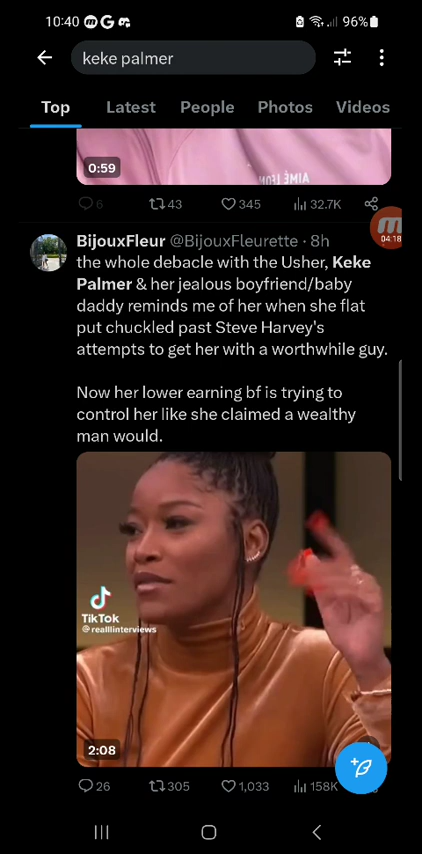 10:40
96%
keke palmer
Top Latest People Photos Videos
0:59
6 43 345 32.7K
04:18
BijouxFleur @BijouxFleurette · 8h
the whole debacle with the Usher, Keke
Palmer & her jealous boyfriend/baby
daddy reminds me of her when she flat
put chuckled past Steve Harvey's
attempts to get her with a worthwhile guy.
Now her lower earning bf is trying to
control her like she claimed a wealthy
man would.
TikTok
@realllinterviews
2:08
26 305 1,033 158K